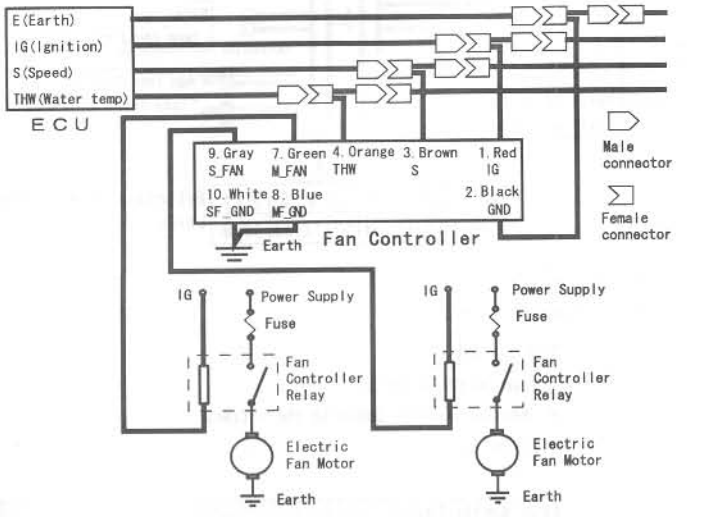 E(Earth)
IG(Ignition)
S(Speed)
THW(Water temp)
ECU
9. Gray 7. Green 4. Orange 3. Brown 1. Red
S_FAN M_FAN THW S IG
10. White 8. Blue 2. Black
SF_GND MF_GND GND
Earth Fan Controller
Male
connector
Female
connector
IG Power Supply
Fuse
Fan
Controller
Relay
Electric
Fan Motor
Earth
IG Power Supply
Fuse
Fan
Controller
Relay
Electric
Fan Motor
Earth